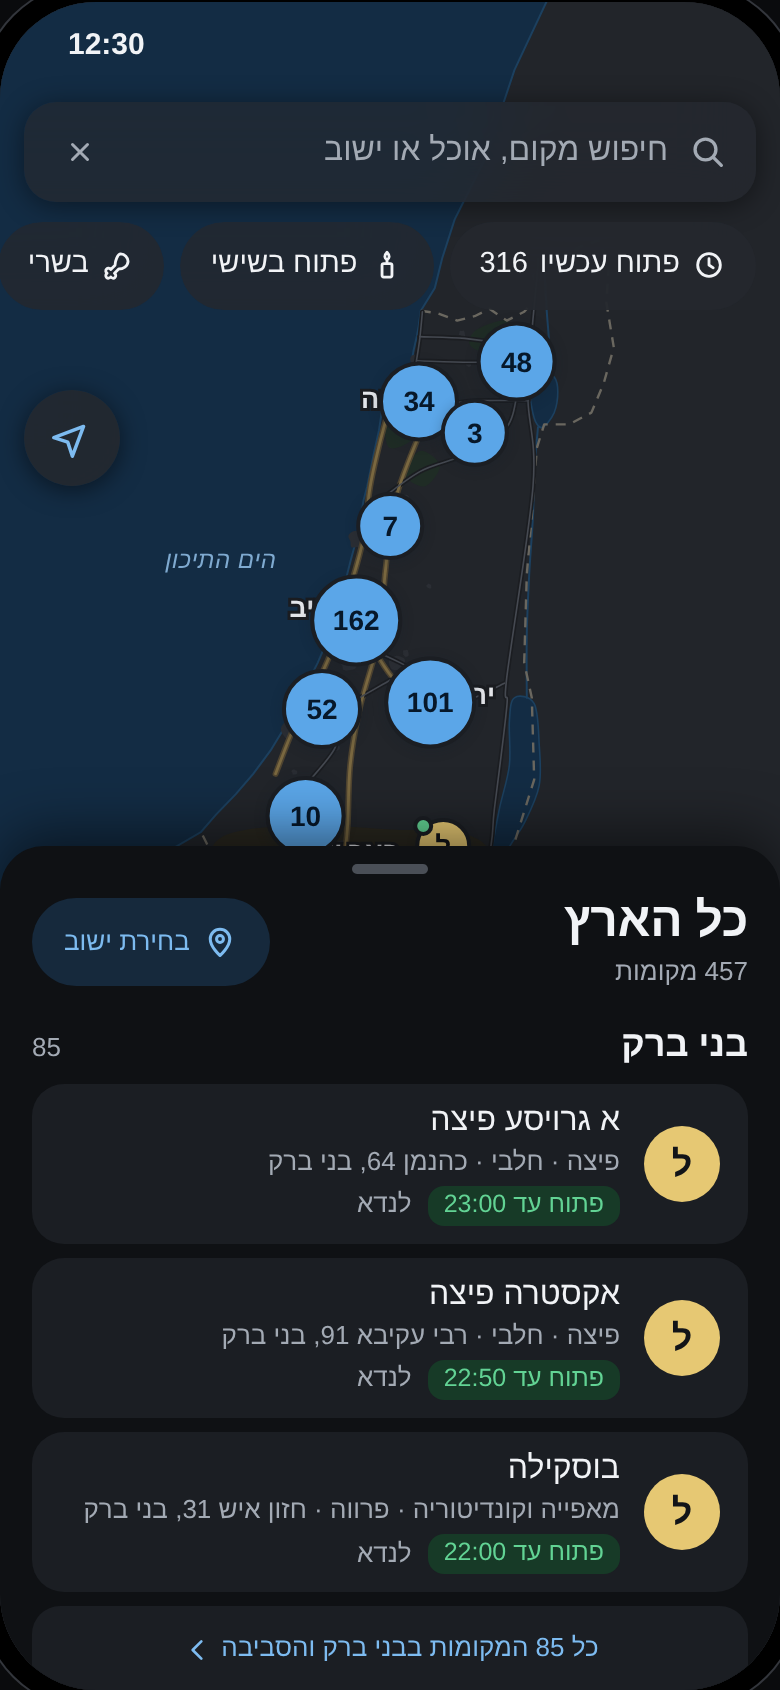 12:30
חיפוש מקום, אוכל או ישוב
פתוח עכשיו 316
פתוח בשישי
בשרי
48
34
3
7
הים התיכון
162
101
52
10
כל הארץ
457 מקומות
בחירת ישוב
בני ברק
85
א גרויסע פיצה
פיצה · חלבי · כהנמן 64, בני ברק
פתוח עד 23:00 לנדא
ל
אקסטרה פיצה
פיצה · חלבי · רבי עקיבא 91, בני ברק
פתוח עד 22:50 לנדא
ל
בוסקילה
מאפייה וקונדיטוריה · פרווה · חזון איש 31, בני ברק
פתוח עד 22:00 לנדא
ל
כל 85 המקומות בבני ברק והסביבה